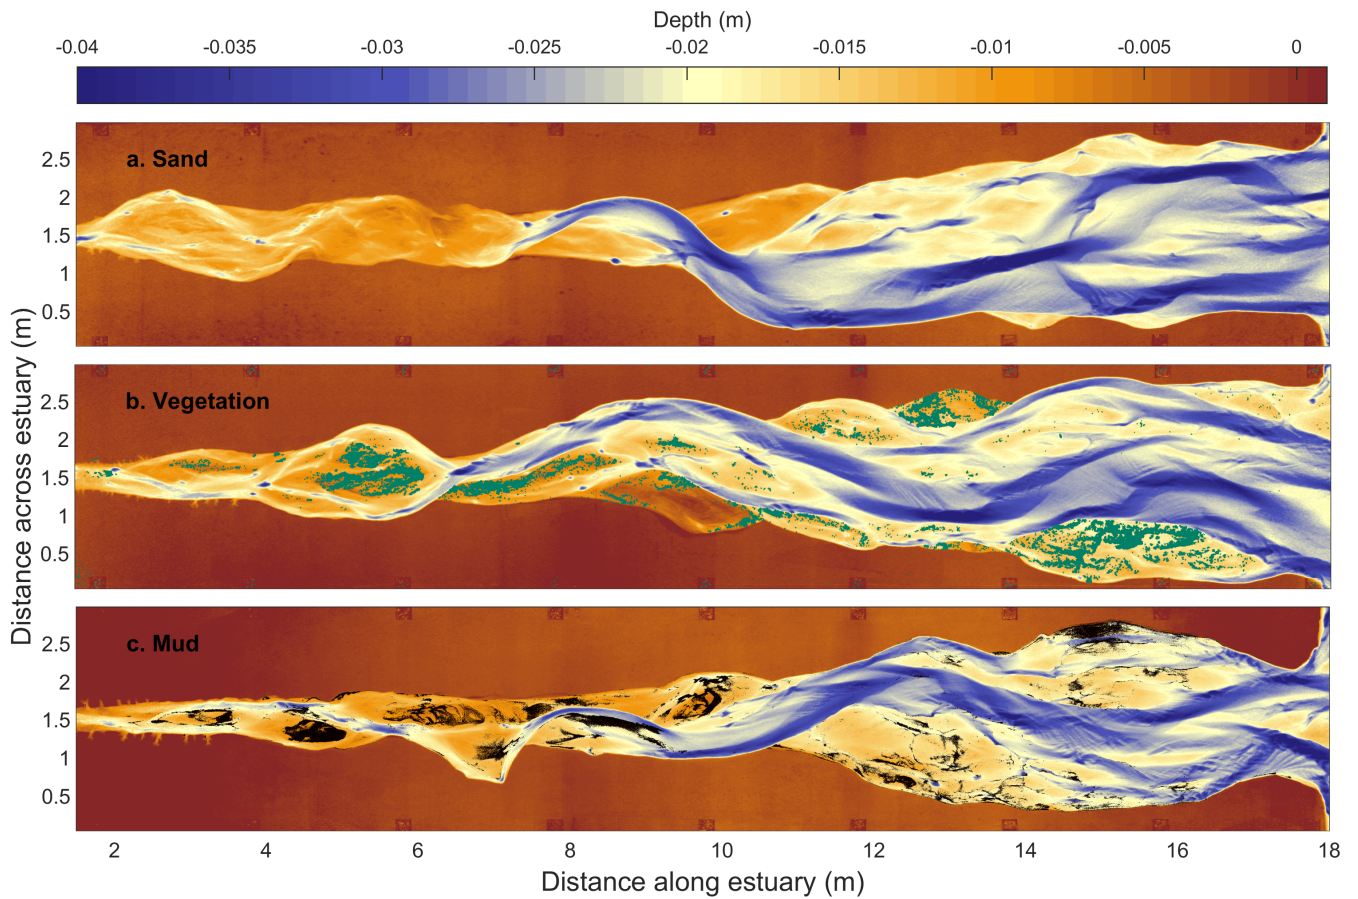 Depth (m)
-0.04 -0.035 -0.03 -0.025 -0.02 -0.015 -0.01 -0.005 0
a. Sand
2.5
2
1.5
1
0.5
b. Vegetation
2.5
2
1.5
1
0.5
c. Mud
2.5
2
1.5
1
0.5
Distance across estuary (m)
2 4 6 8 10 12 14 16 18
Distance along estuary (m)